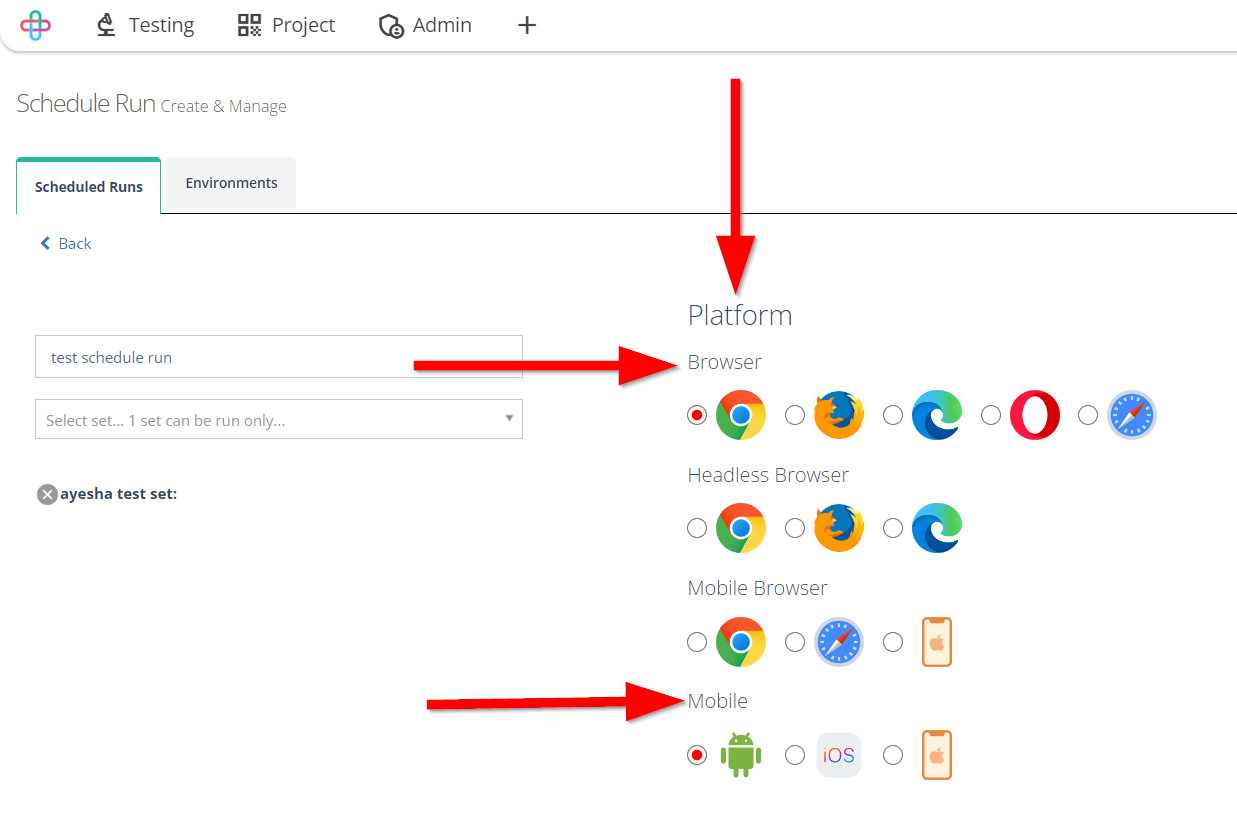 Testing Project Admin
Schedule Run Create & Manage
Scheduled Runs Environments
Back
Platform
test schedule run
Browser
Select set... 1 set can be run only...
Headless Browser
ayesha test set:
Mobile Browser
Mobile
iOS